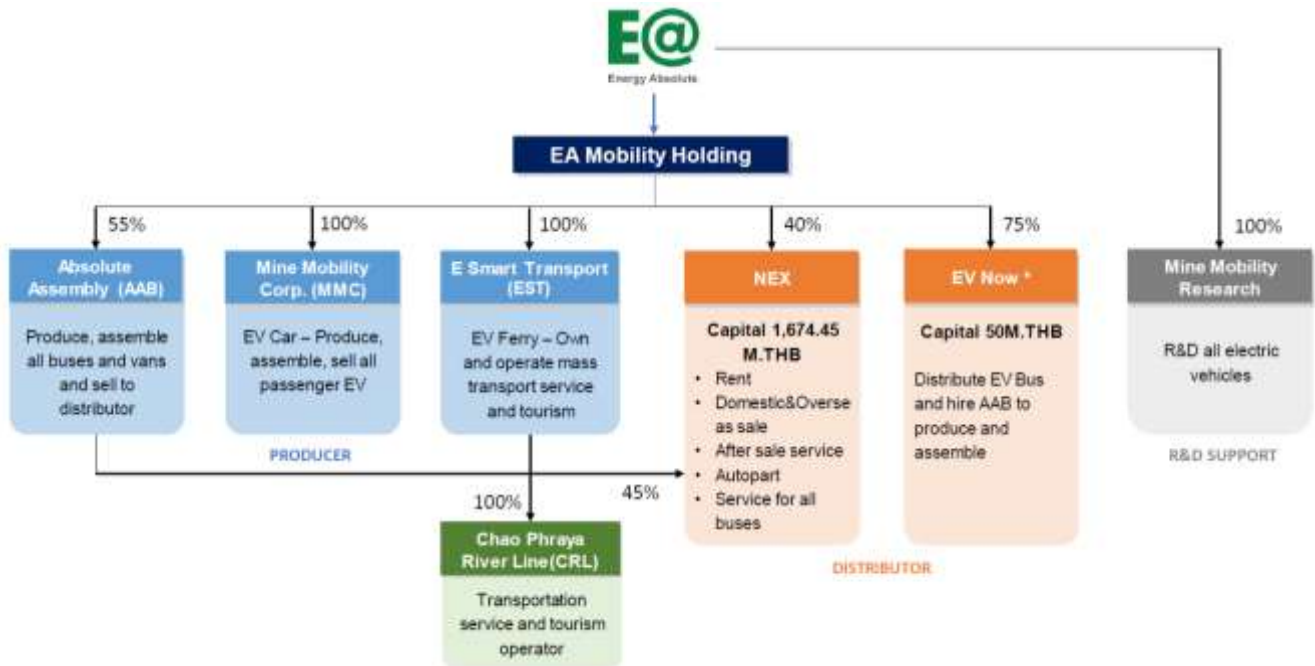 E@
Energy Absolute
EA Mobility Holding
55%
100%
100%
40%
75%
100%
Absolute
Assembly (AAB)
Produce, assemble
all buses and vans
and sell to
distributor
Mine Mobility
Corp. (MMC)
EV Car – Produce,
assemble, sell all
passenger EV
E Smart Transport
(EST)
EV Ferry – Own
and operate mass
transport service
and tourism
NEX
Capital 1,674.45
M.THB
• Rent
• Domestic&Overse
as sale
• After sale service
• Autopart
• Service for all
buses
EV Now *
Capital 50M.THB
Distribute EV Bus
and hire AAB to
produce and
assemble
Mine Mobility
Research
R&D all electric
vehicles
PRODUCER
R&D SUPPORT
45%
100%
Chao Phraya
River Line(CRL)
Transportation
service and tourism
operator
DISTRIBUTOR